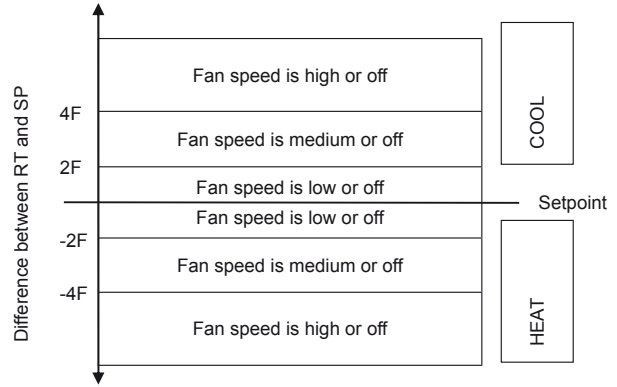 Difference between RT and SP
Fan speed is high or off
4F
Fan speed is medium or off
2F
Fan speed is low or off
Setpoint
Fan speed is low or off
-2F
Fan speed is medium or off
-4F
Fan speed is high or off
COOL
HEAT